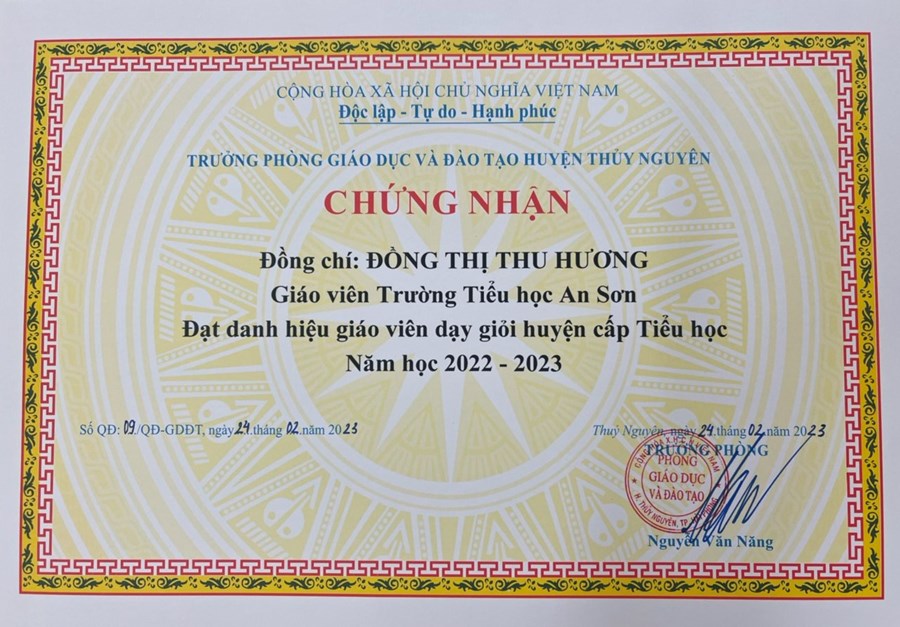 CỘNG HÒA XÃ HỘI CHỦ NGHĨA VIỆT NAM
Độc lập - Tự do - Hạnh phúc
TRƯỞNG PHÒNG GIÁO DỤC VÀ ĐÀO TẠO HUYỆN THỦY NGUYÊN
CHỨNG NHẬN
Đồng chí: ĐỒNG THỊ THU HƯƠNG
Giáo viên Trường Tiểu học An Sơn
Đạt danh hiệu giáo viên dạy giỏi huyện cấp Tiểu học
Năm học 2022 - 2023
Số QĐ: 09./QĐ-GDĐT, ngày 24.tháng 02.năm 2023
Thuỷ Nguyên, ngày 24.tháng 02.năm 2023
TRƯỞNG PHÒNG
PHÒNG
GIÁO DỤC
VÀ ĐÀO TẠO
H. THỦY NGUYÊN, TP.
Nguyễn Văn Năng